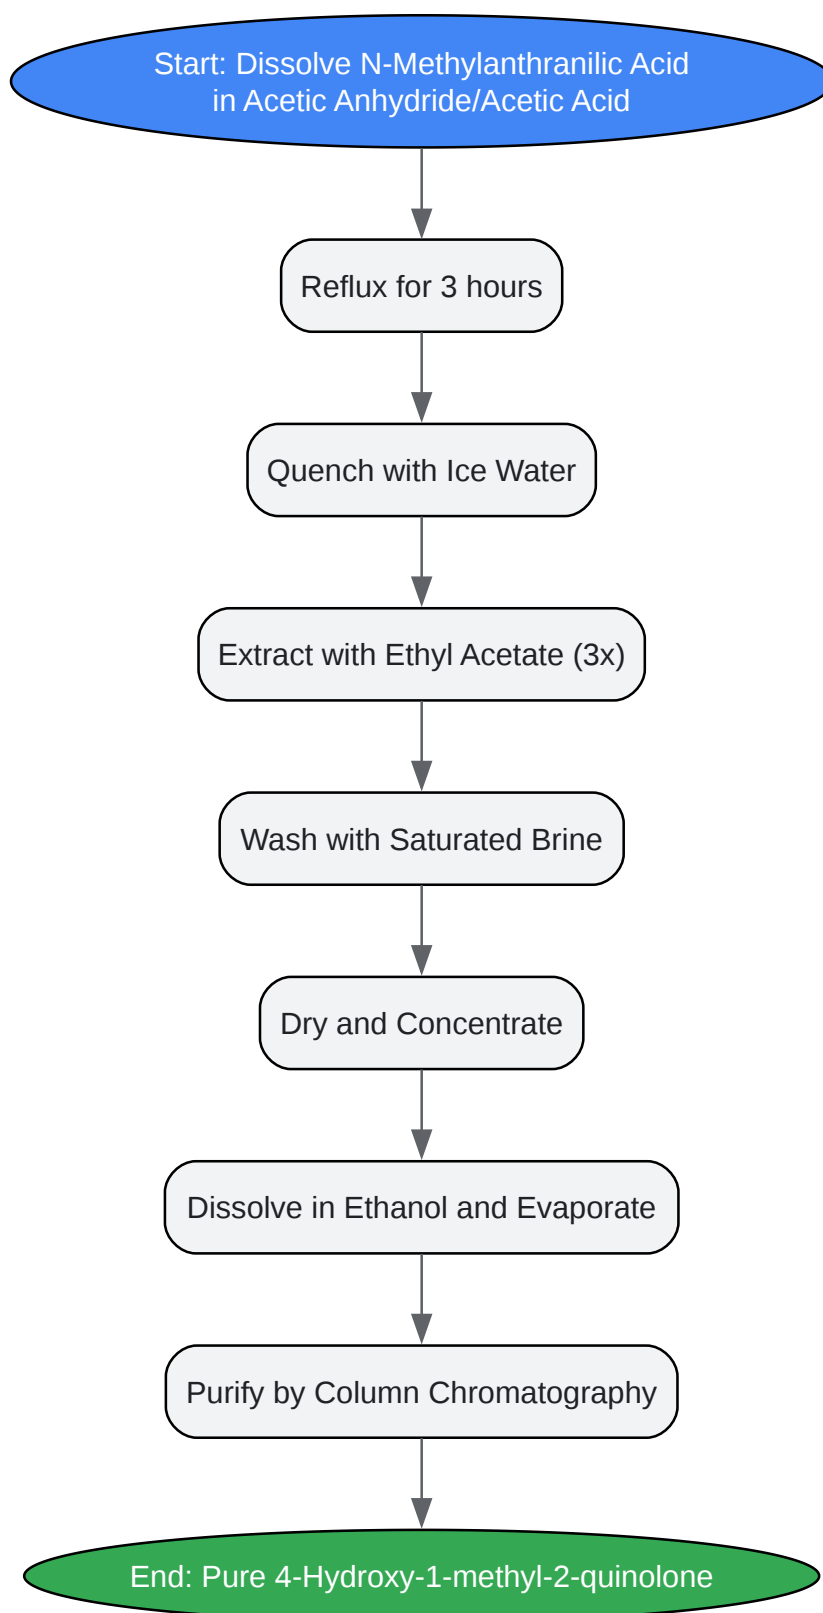 Start: Dissolve N-Methylanthranilic Acid
in Acetic Anhydride/Acetic Acid
Reflux for 3 hours
Quench with Ice Water
Extract with Ethyl Acetate (3x)
Wash with Saturated Brine
Dry and Concentrate
Dissolve in Ethanol and Evaporate
Purify by Column Chromatography
End: Pure 4-Hydroxy-1-methyl-2-quinolone